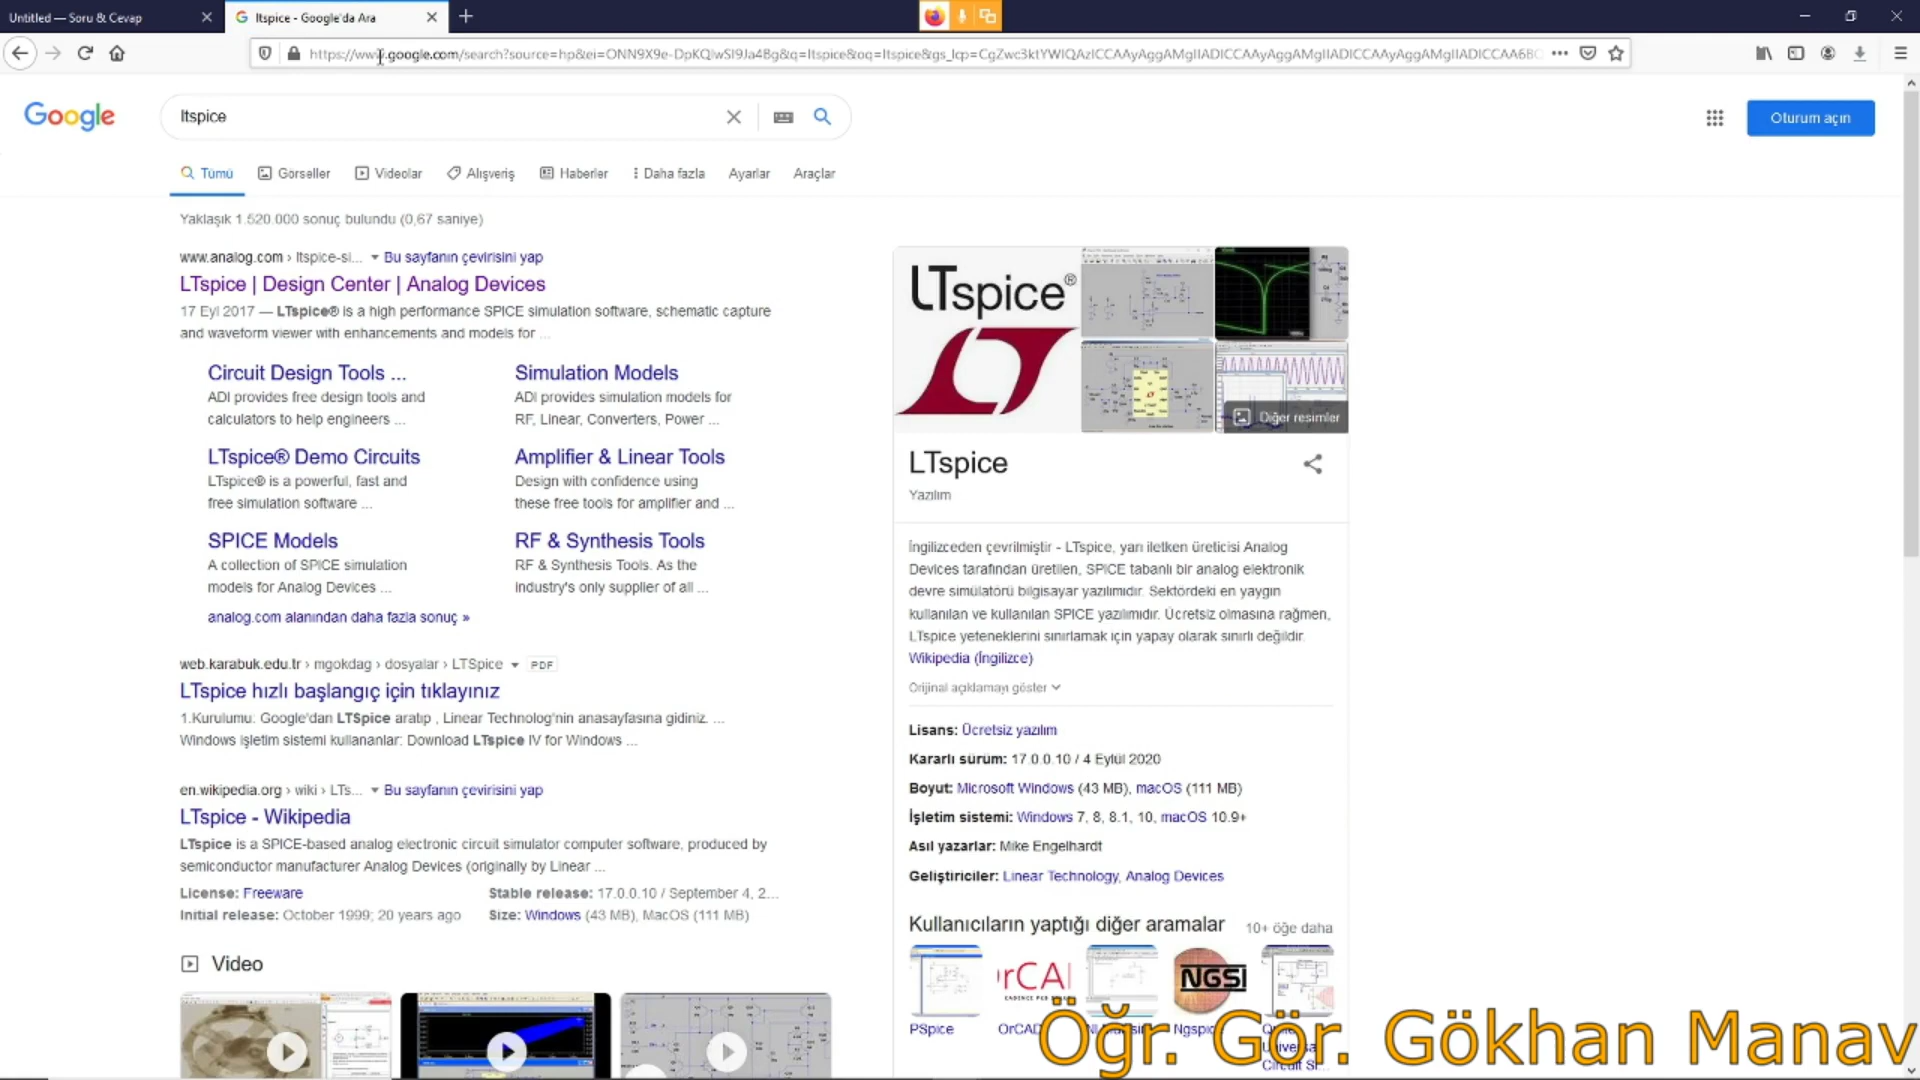 Untitled — Soru & Cevap
ltspice - Google'da Ara
Google
ltspice
Oturum açın
Tümü
Görseller
Videolar
Alışveriş
Haberler
Daha fazla
Ayarlar
Araçlar
Yaklaşık 1.520.000 sonuç bulundu (0,67 saniye)
www.analog.com › ltspice-si... Bu sayfanın çevirisini yap
LTspice | Design Center | Analog Devices
17 Eyl 2017 — LTspice® is a high performance SPICE simulation software, schematic capture
and waveform viewer with enhancements and models for ...
Circuit Design Tools ...
ADI provides free design tools and
calculators to help engineers ...
Simulation Models
ADI provides simulation models for
RF, Linear, Converters, Power ...
LTspice® Demo Circuits
LTspice® is a powerful, fast and
free simulation software ...
Amplifier & Linear Tools
Design with confidence using
these free tools for amplifier and ...
SPICE Models
A collection of SPICE simulation
models for Analog Devices ...
RF & Synthesis Tools
RF & Synthesis Tools. As the
industry's only supplier of all ...
analog.com alanından daha fazla sonuç »
web.karabuk.edu.tr › mgokdag › dosyalar › LTSpice PDF
LTspice hızlı başlangıç için tıklayınız
1.Kurulumu: Google'dan LTSpice aratıp , Linear Technolog'nin anasayfasına gidiniz. ...
Windows işletim sistemi kullananlar: Download LTspice IV for Windows ...
en.wikipedia.org › wiki › LTs... Bu sayfanın çevirisini yap
LTspice - Wikipedia
LTspice is a SPICE-based analog electronic circuit simulator computer software, produced by
semiconductor manufacturer Analog Devices (originally by Linear ...
License: Freeware
Stable release: 17.0.0.10 / September 4, 2...
Initial release: October 1999; 20 years ago
Size: Windows (43 MB), MacOS (111 MB)
Video
LTspice®
Diğer resimler
LTspice
Yazılım
İngilizceden çevrilmiştir - LTspice, yarı iletken üreticisi Analog
Devices tarafından üretilen, SPICE tabanlı bir analog elektronik
devre simülatörü bilgisayar yazılımıdır. Sektördeki en yaygın
kullanılan ve kullanılan SPICE yazılımıdır. Ücretsiz olmasına rağmen,
LTspice yeteneklerini sınırlamak için yapay olarak sınırlı değildir.
Wikipedia (İngilizce)
Orijinal açıklamayı göster
Lisans: Ücretsiz yazılım
Kararlı sürüm: 17.0.0.10 / 4 Eylül 2020
Boyut: Microsoft Windows (43 MB), macOS (111 MB)
İşletim sistemi: Windows 7, 8, 8.1, 10, macOS 10.9+
Asıl yazarlar: Mike Engelhardt
Geliştiriciler: Linear Technology, Analog Devices
Kullanıcıların yaptığı diğer aramalar
10+ öğe daha
rCAD
CADENCE PCB
NGSI
PSpice
OrCAD
Ngspice
Circuit Si...
Öğr. Gör. Gökhan Manav